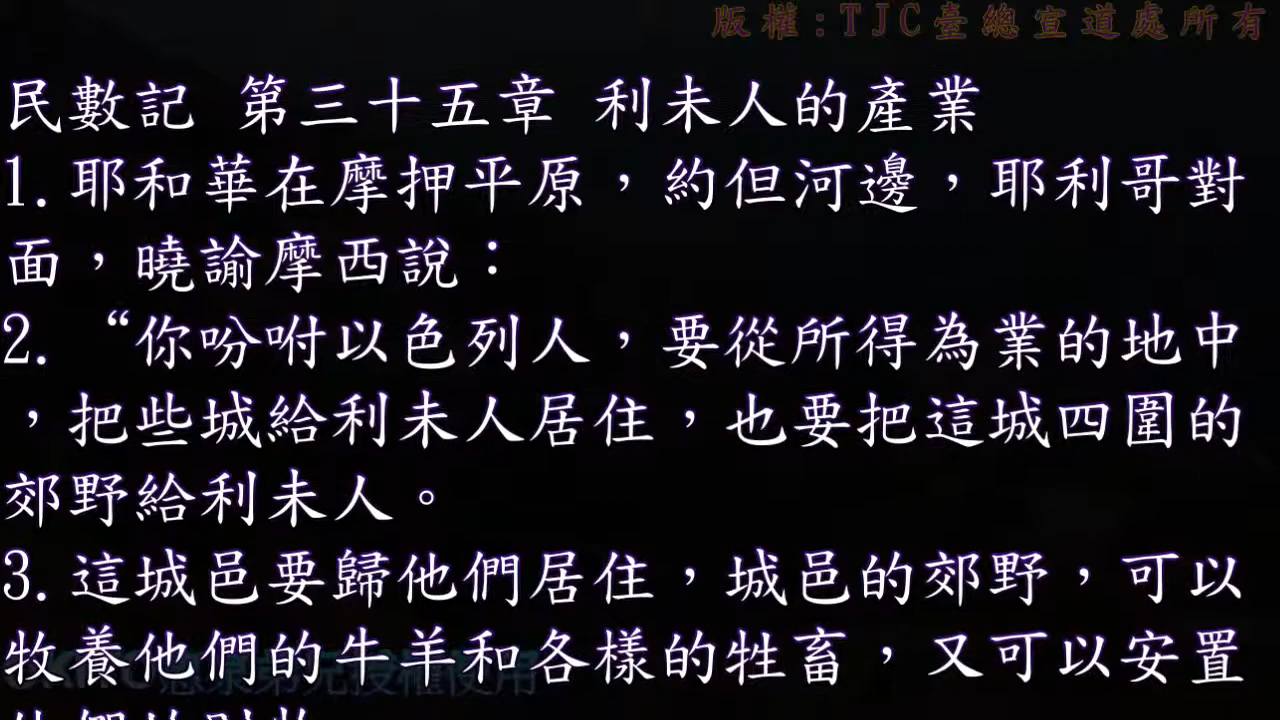 版權:TJC臺總宣道處所有
民數記 第三十五章 利未人的產業
1.耶和華在摩押平原，約但河邊，耶利哥對
面，曉諭摩西說：
2. “你吩咐以色列人，要從所得為業的地中
，把些城給利未人居住，也要把這城四圍的
郊野給利未人。
3.這城邑要歸他們居住，城邑的郊野，可以
牧養他們的牛羊和各樣的牲畜，又可以安置